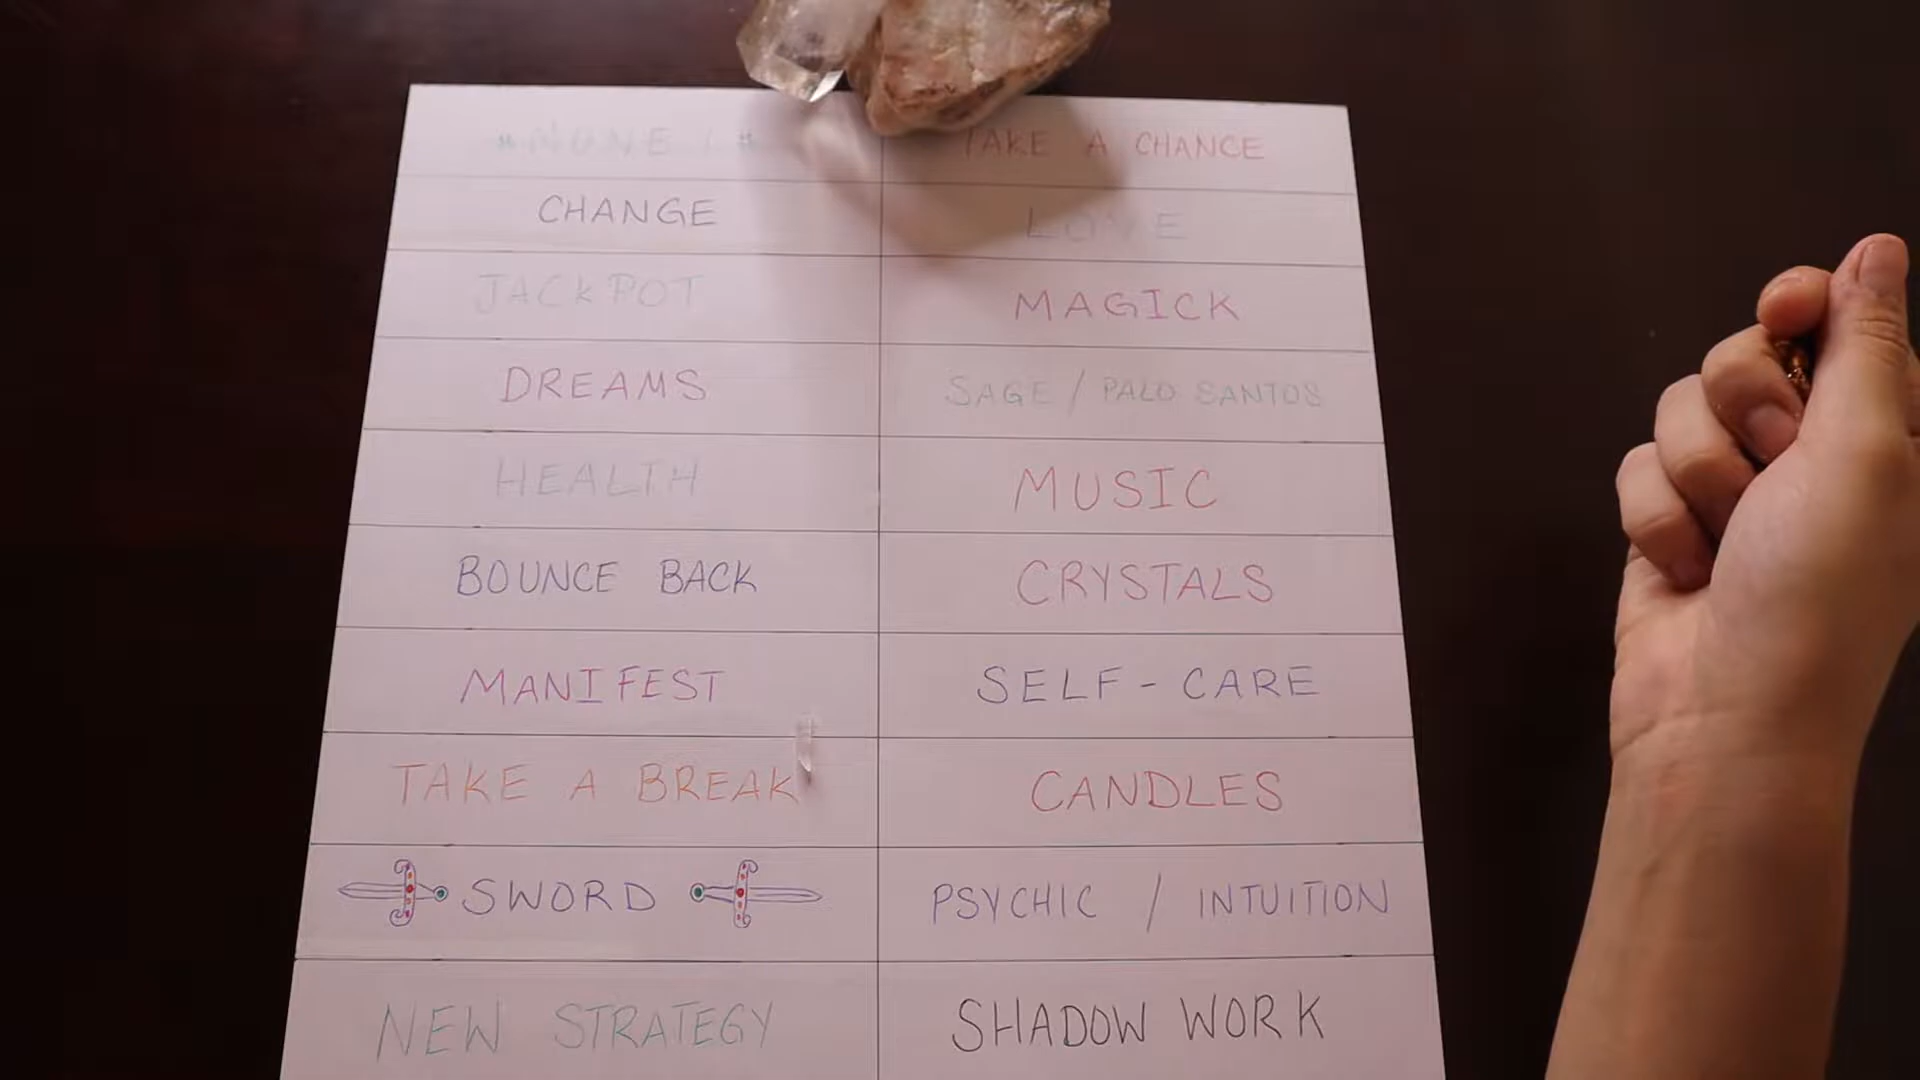 TAKE A CHANCE
CHANGE
LOVE
JACKPOT
MAGICK
DREAMS
SAGE / PALO SANTOS
HEALTH
MUSIC
BOUNCE BACK
CRYSTALS
MANIFEST
SELF - CARE
TAKE A BREAK
CANDLES
SWORD
PSYCHIC / INTUITION
NEW STRATEGY
SHADOW WORK